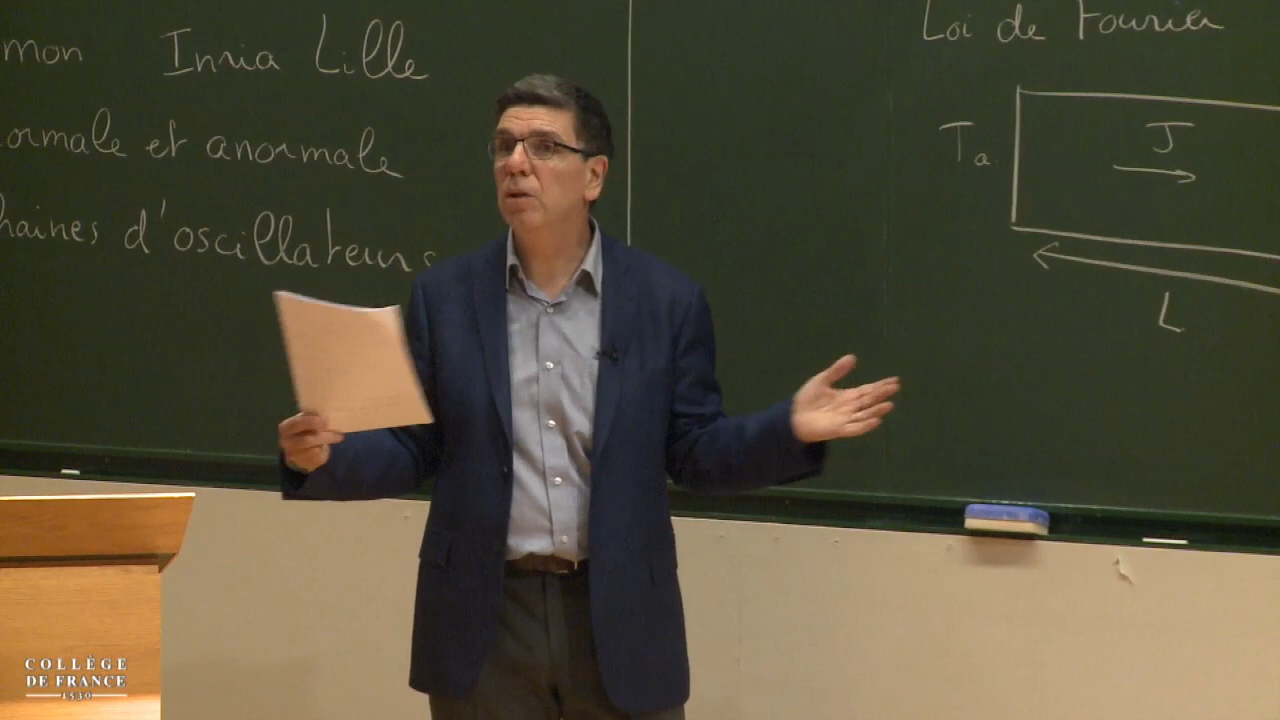 mon Inria Lille
ormale et anormale
haines d'oscillateurs
Loi de Fourier
Ta
J
L
COLLÈGE
DE FRANCE
1530